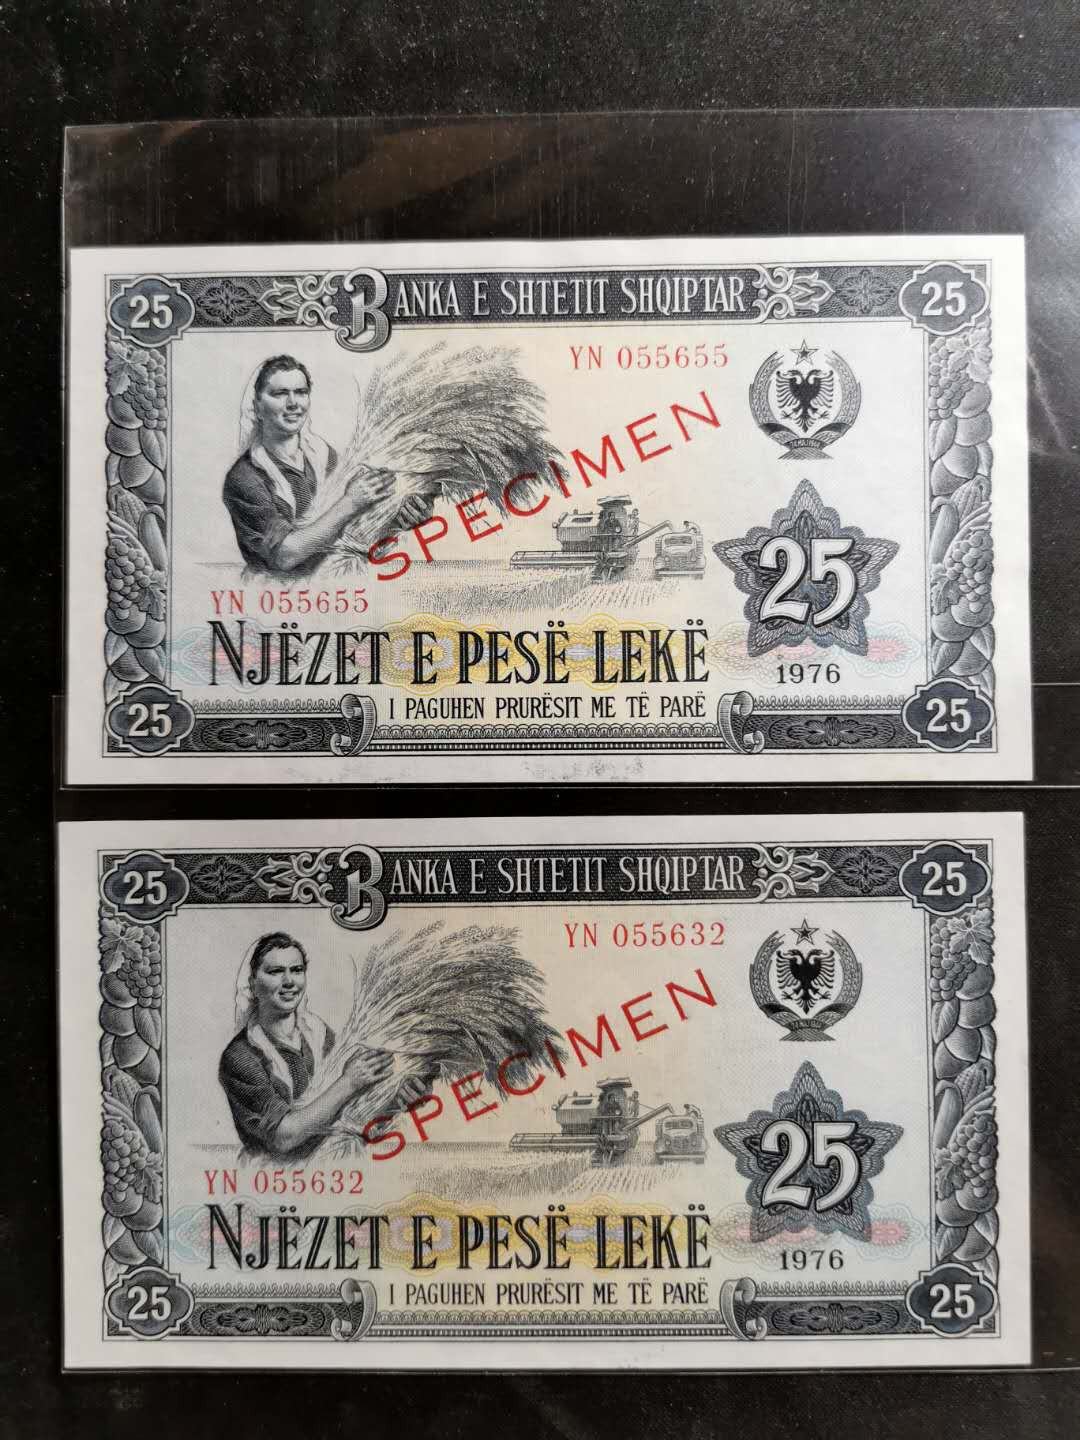 25 BANKA E SHTETIT SHQIPTAR 25
YN 055655
SPECIMEN
25
YN 055655
NJËZET E PESË LEKË
1976
25 I PAGUHEN PRURËSIT ME TË PARË 25
25 BANKA E SHTETIT SHQIPTAR 25
YN 055632
SPECIMEN
25
YN 055632
NJËZET E PESË LEKË
1976
25 I PAGUHEN PRURËSIT ME TË PARË 25